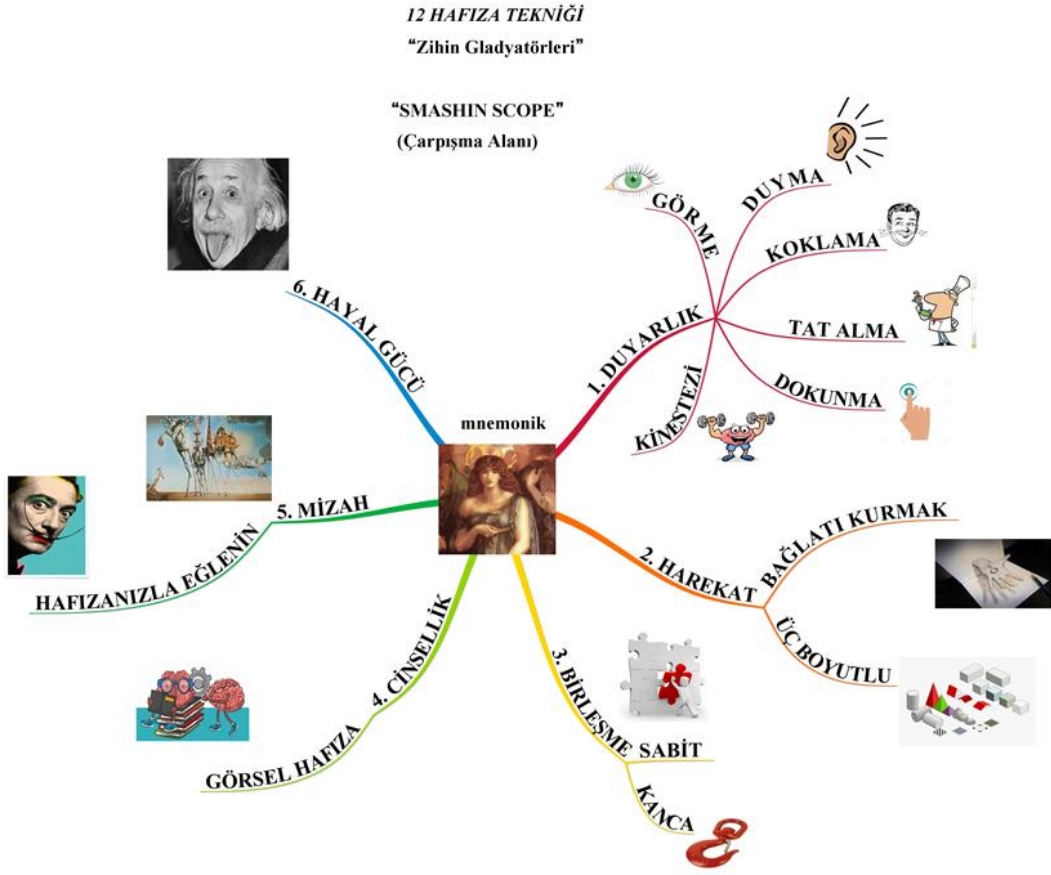 12 HAFIZA TEKNİĞİ
“Zihin Gladyatörleri”
“SMASHIN SCOPE”
(Çarpışma Alanı)
mnemonik
1. DUYARLIK
GÖRME
DUYMA
KOKLAMA
TAT ALMA
DOKUNMA
KİNESTEZİ
2. HAREKAT
BAĞLATI KURMAK
ÜÇ BOYUTLU
3. BİRLEŞME
SABİT
KANCA
4. CİNSELLİK
GÖRSEL HAFIZA
5. MİZAH
HAFIZANIZLA EĞLENİN
6. HAYAL GÜCÜ